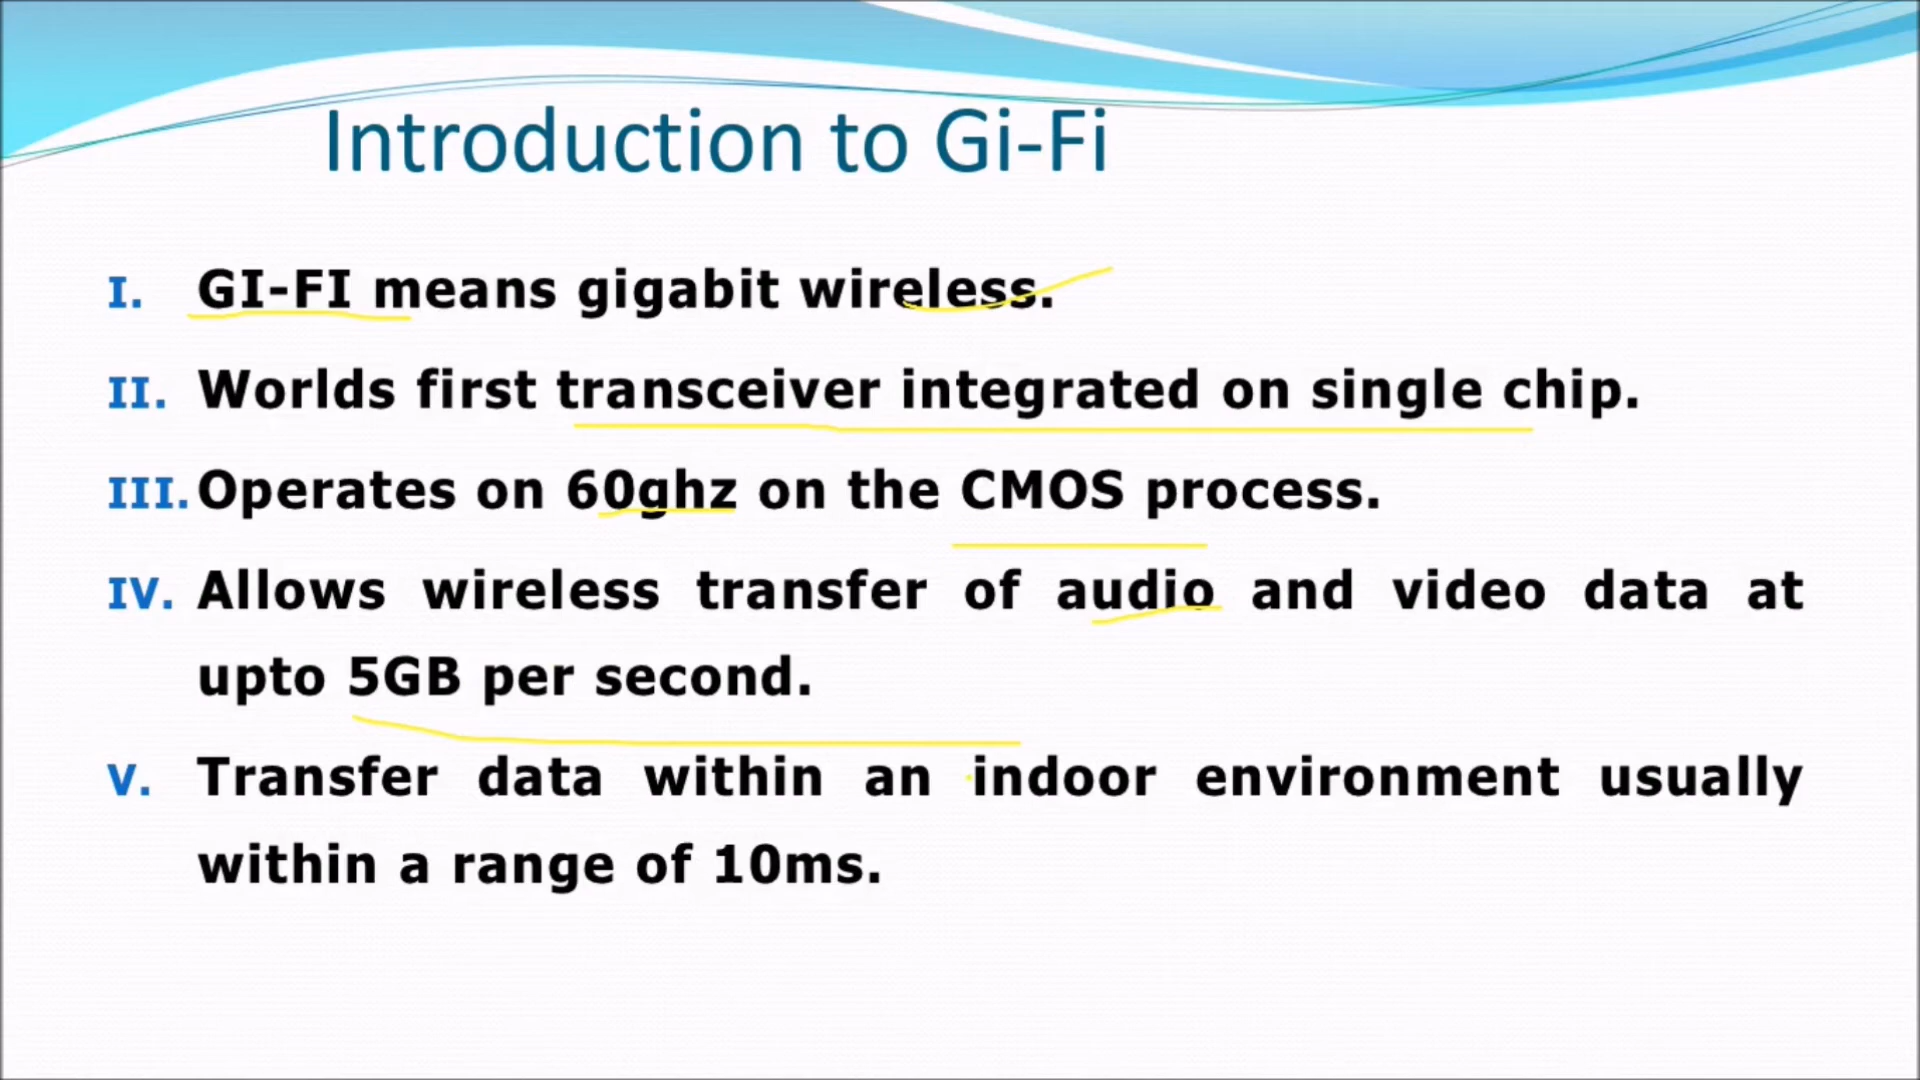 Introduction to Gi-Fi
I. GI-FI means gigabit wireless.
II. Worlds first transceiver integrated on single chip.
III. Operates on 60ghz on the CMOS process.
IV. Allows wireless transfer of audio and video data at
upto 5GB per second.
V. Transfer data within an indoor environment usually
within a range of 10ms.